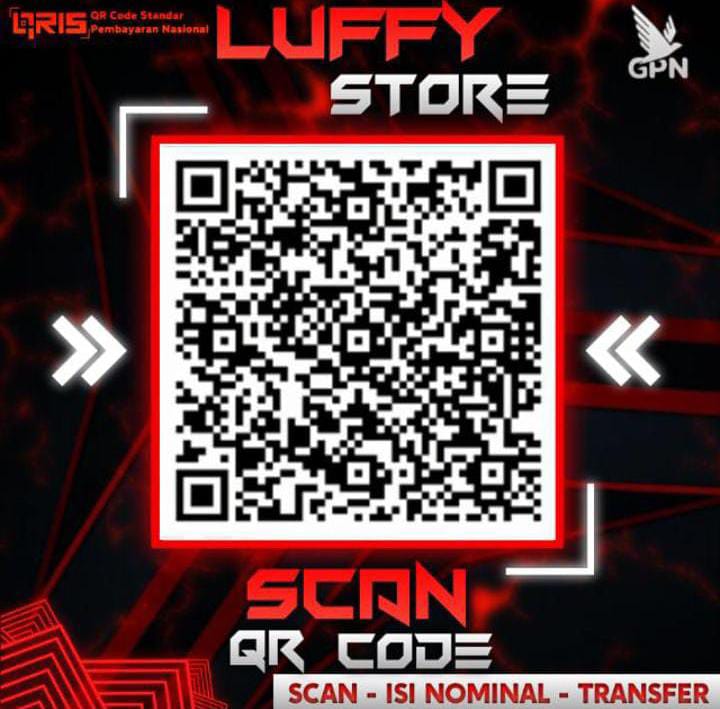 QRIS
QR Code Standar
Pembayaran Nasional
LUFFY
STORE
GPN
SCAN
QR CODE
SCAN - ISI NOMINAL - TRANSFER